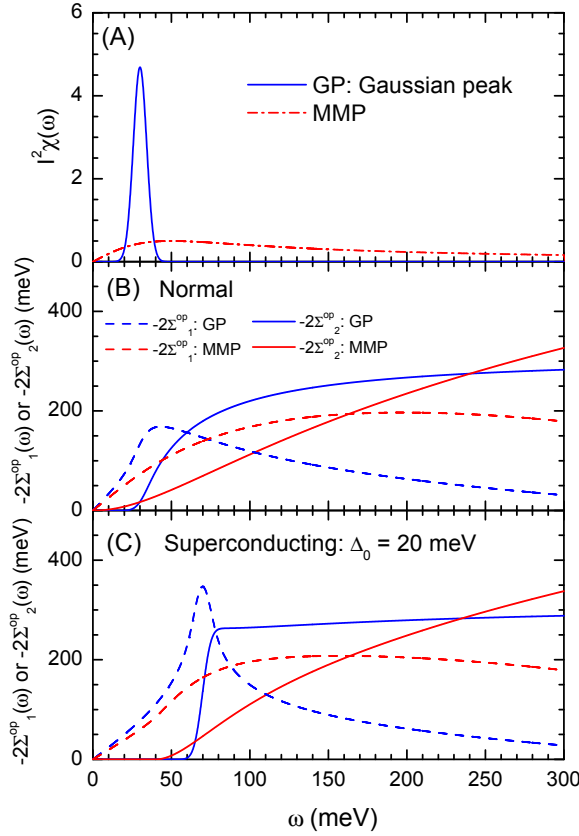 (A)
GP: Gaussian peak
MMP
I²χ(ω)
6
4
2
0
(B) Normal
-2Σ^op_1: GP -2Σ^op_2: GP
-2Σ^op_1: MMP -2Σ^op_2: MMP
-2Σ^op_1(ω) or -2Σ^op_2(ω) (meV)
400
200
0
(C) Superconducting: Δ₀ = 20 meV
-2Σ^op_1(ω) or -2Σ^op_2(ω) (meV)
400
200
0
0 50 100 150 200 250 300
ω (meV)